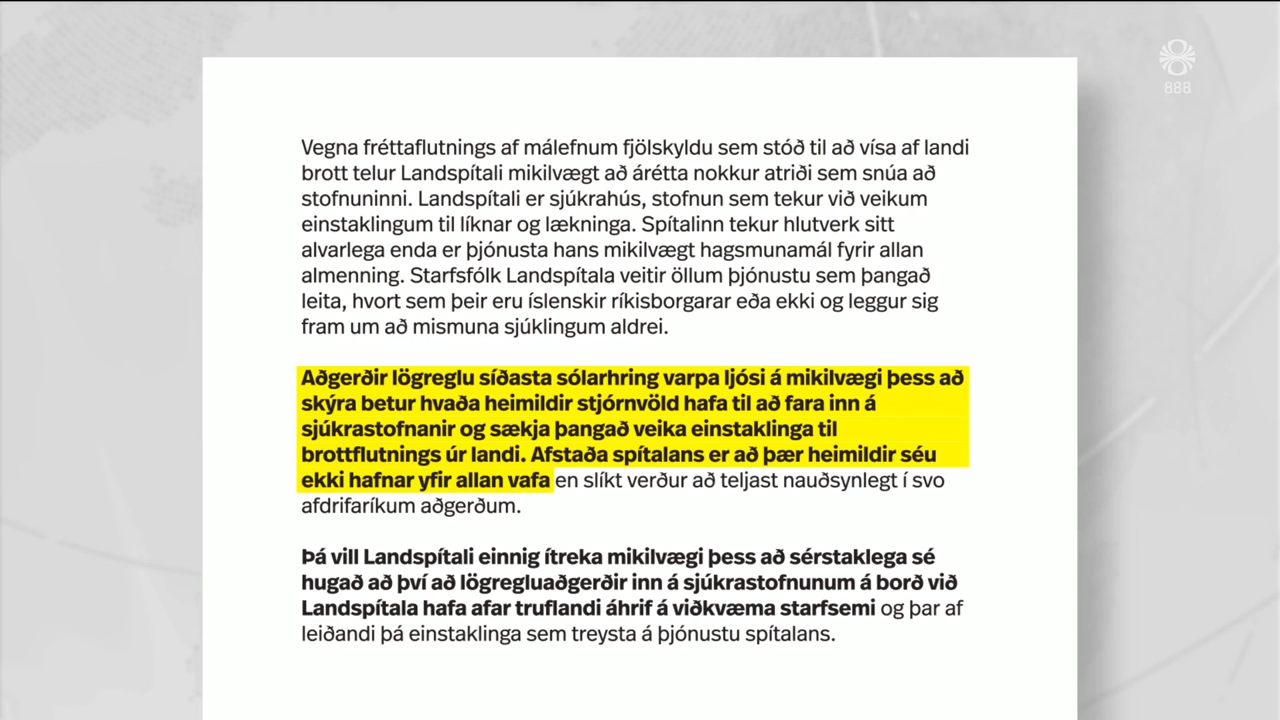 888
Vegna fréttaflutnings af málefnum fjölskyldu sem stóð til að vísa af landi
brott telur Landspítali mikilvægt að árétta nokkur atriði sem snúa að
stofnuninni. Landspítali er sjúkrahús, stofnun sem tekur við veikum
einstaklingum til líknar og lækninga. Spítalinn tekur hlutverk sitt
alvarlega enda er þjónusta hans mikilvægt hagsmunamál fyrir allan
almenning. Starfsfólk Landspítala veitir öllum þjónustu sem þangað
leita, hvort sem þeir eru íslenskir ríkisborgarar eða ekki og leggur sig
fram um að mismuna sjúklingum aldrei.
Aðgerðir lögreglu síðasta sólarhring varpa ljósi á mikilvægi þess að
skýra betur hvaða heimildir stjórnvöld hafa til að fara inn á
sjúkrastofnanir og sækja þangað veika einstaklinga til
brottflutnings úr landi. Afstaða spítalans er að þær heimildir séu
ekki hafnar yfir allan vafa en slíkt verður að teljast nauðsynlegt í svo
afdrifaríkum aðgerðum.
Þá vill Landspítali einnig ítreka mikilvægi þess að sérstaklega sé
hugað að því að lögregluaðgerðir inn á sjúkrastofnunum á borð við
Landspítala hafa afar truflandi áhrif á viðkvæma starfsemi og þar af
leiðandi þá einstaklinga sem treysta á þjónustu spítalans.